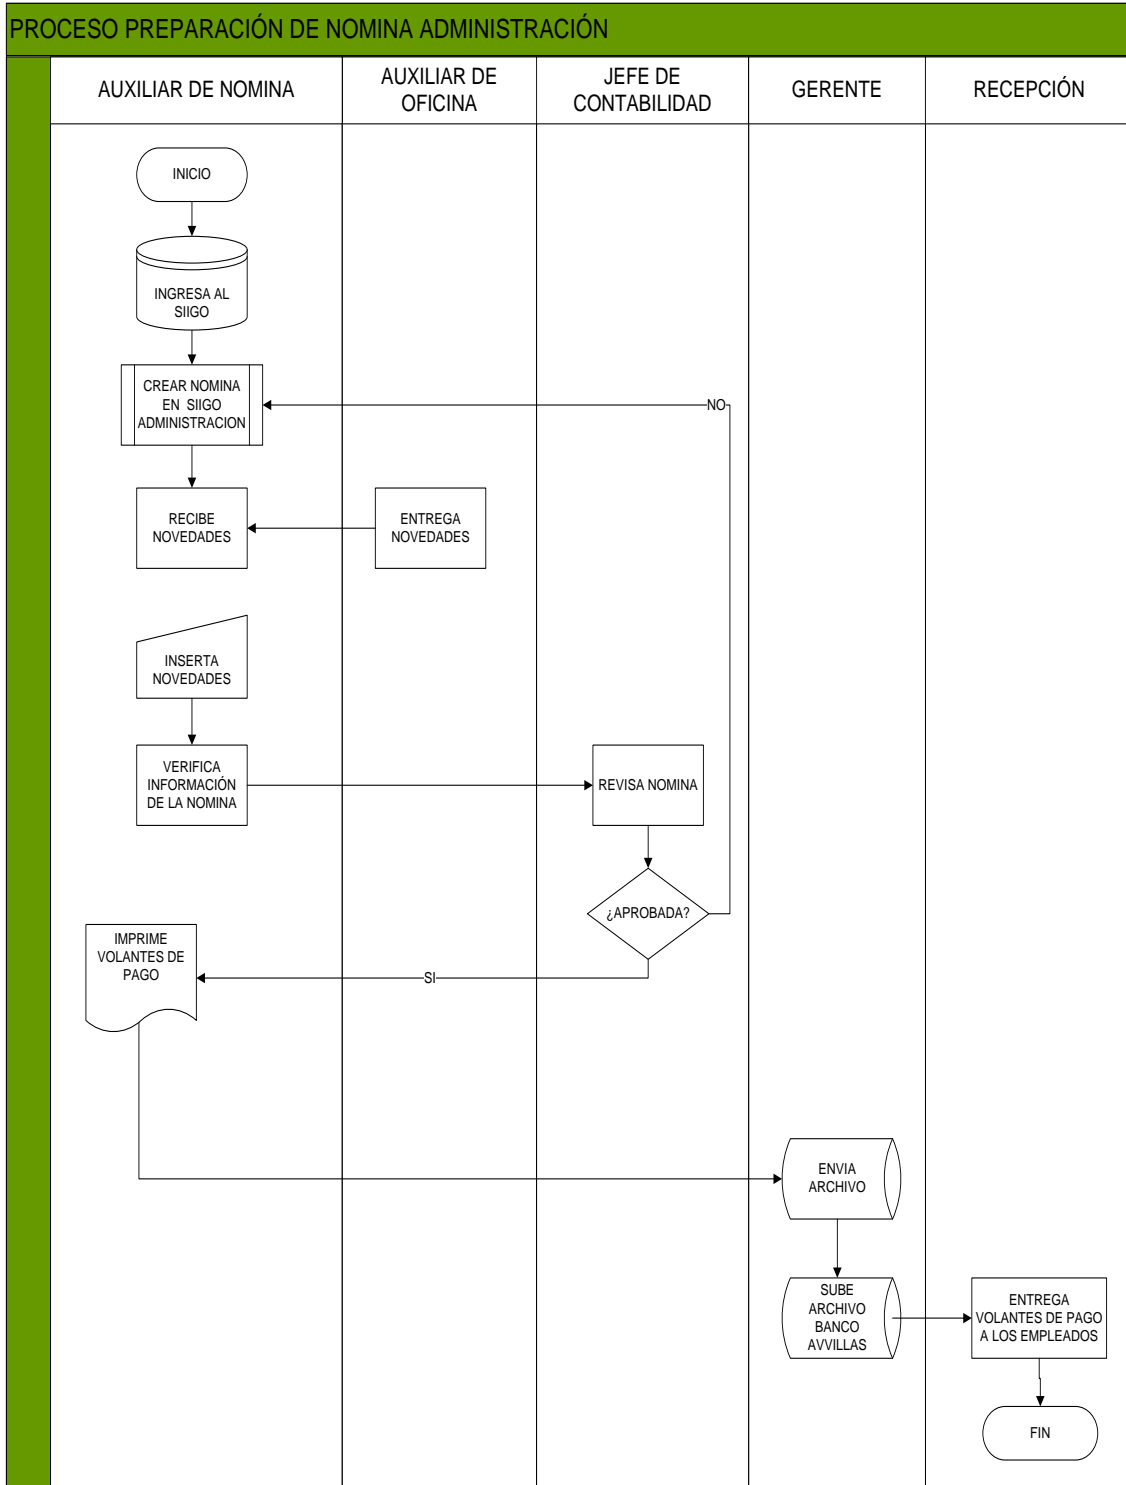 PROCESO PREPARACIÓN DE NOMINA ADMINISTRACIÓN
AUXILIAR DE NOMINA
AUXILIAR DE
OFICINA
JEFE DE
CONTABILIDAD
GERENTE
RECEPCIÓN
INICIO
INGRESA AL
SIIGO
CREAR NOMINA
EN SIIGO
ADMINISTRACION
NO
RECIBE
NOVEDADES
ENTREGA
NOVEDADES
INSERTA
NOVEDADES
VERIFICA
INFORMACIÓN
DE LA NOMINA
REVISA NOMINA
¿APROBADA?
IMPRIME
VOLANTES DE
PAGO
SI
ENVIA
ARCHIVO
SUBE
ARCHIVO
BANCO
AVVILLAS
ENTREGA
VOLANTES DE PAGO
A LOS EMPLEADOS
FIN